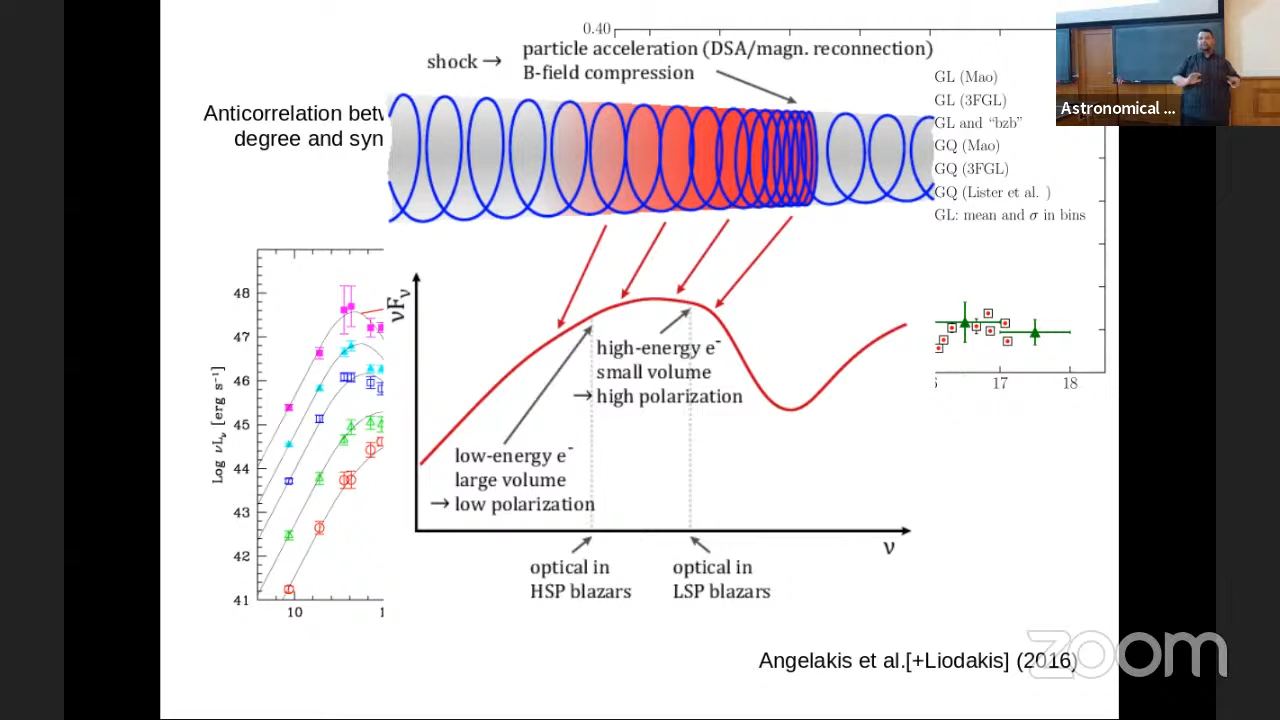 0.40
shock → particle acceleration (DSA/magn. reconnection)
B-field compression
Anticorrelation
degree and
GL (Mao)
GL (3FGL)
GL and “bzb”
GQ (Mao)
GQ (3FGL)
GQ (Lister et al. )
GL: mean and σ in bins
Astronomical ...
48
47
46
45
44
43
42
41
Log νLν [erg s⁻¹]
10
νFν
high-energy e⁻
small volume
→ high polarization
low-energy e⁻
large volume
→ low polarization
ν
optical in
HSP blazars
optical in
LSP blazars
17
18
Angelakis et al.[+Liodakis] (2016)
zoom